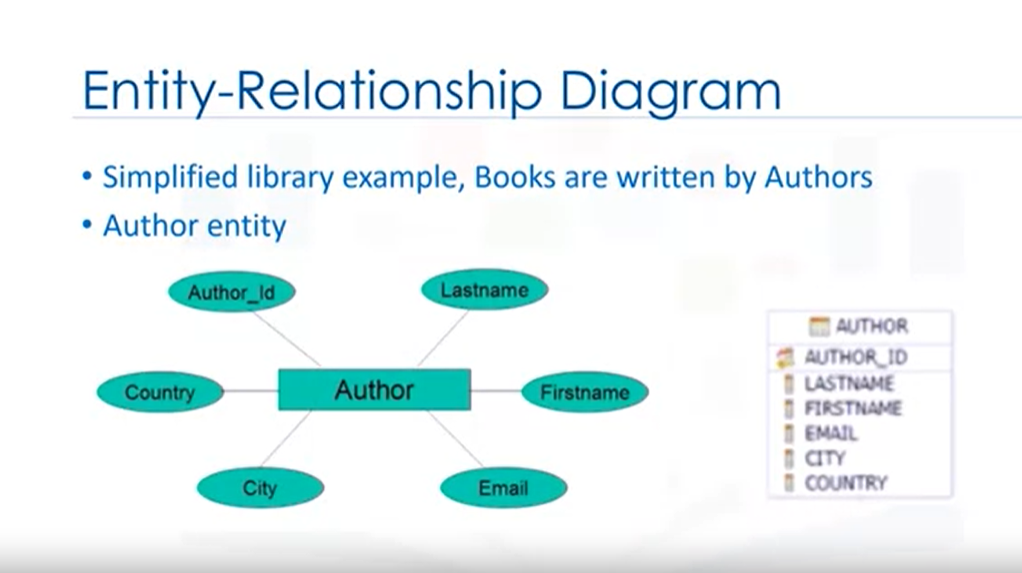 Entity-Relationship Diagram
• Simplified library example, Books are written by Authors
• Author entity
Author_Id
Lastname
Country
Author
Firstname
City
Email
AUTHOR
AUTHOR_ID
LASTNAME
FIRSTNAME
EMAIL
CITY
COUNTRY